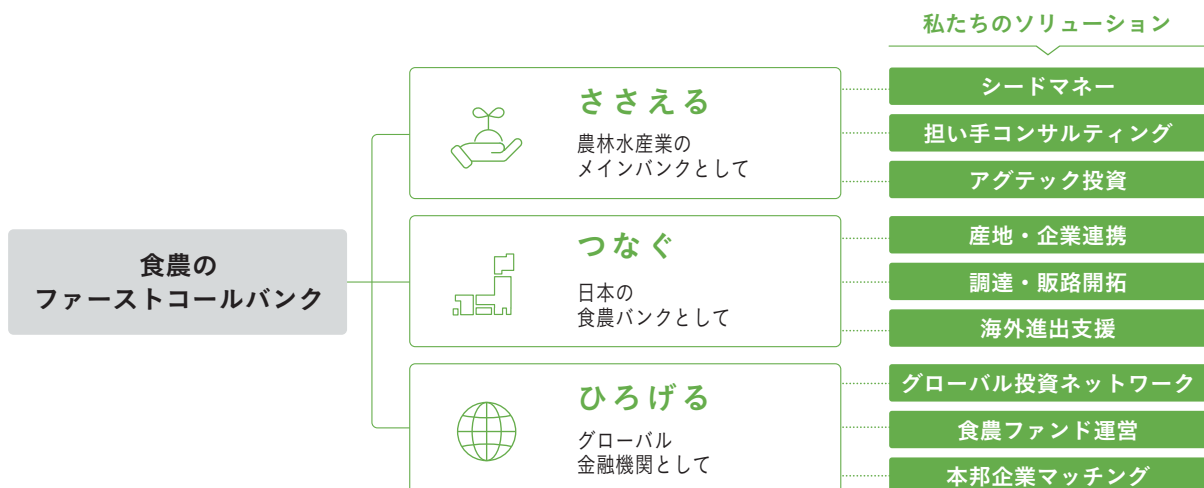 私たちのソリューション
食農の
ファーストコールバンク
ささえる
農林水産業の
メインバンクとして
シードマネー
担い手コンサルティング
アグテック投資
つなぐ
日本の
食農バンクとして
産地・企業連携
調達・販路開拓
海外進出支援
ひろげる
グローバル
金融機関として
グローバル投資ネットワーク
食農ファンド運営
本邦企業マッチング